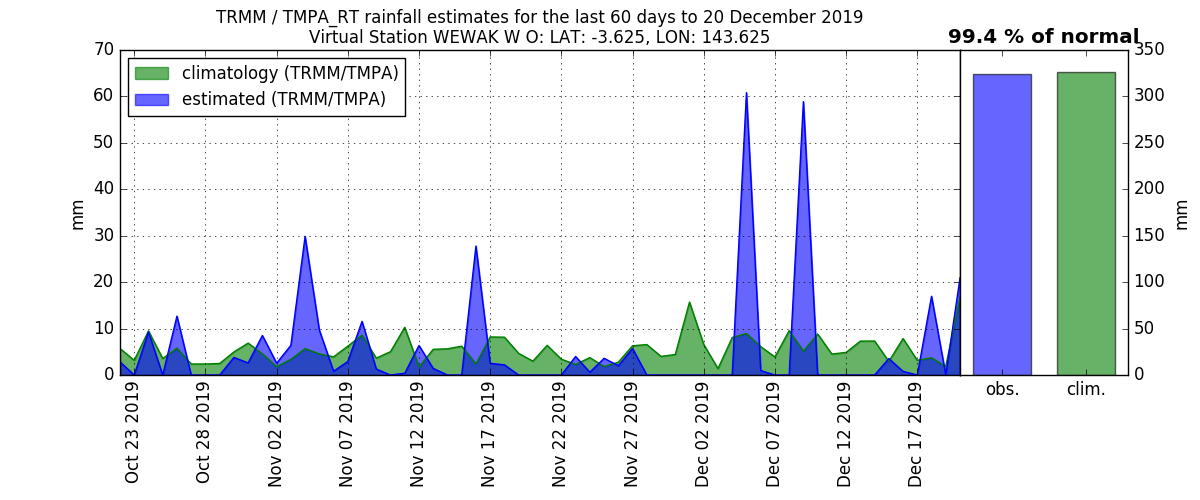 TRMM / TMPA_RT rainfall estimates for the last 60 days to 20 December 2019
Virtual Station WEWAK W O: LAT: -3.625, LON: 143.625
99.4 % of normal
climatology (TRMM/TMPA)
estimated (TRMM/TMPA)
70
60
50
40
30
20
10
0
mm
350
300
250
200
150
100
50
0
mm
Oct 23 2019
Oct 28 2019
Nov 02 2019
Nov 07 2019
Nov 12 2019
Nov 17 2019
Nov 22 2019
Nov 27 2019
Dec 02 2019
Dec 07 2019
Dec 12 2019
Dec 17 2019
obs.
clim.